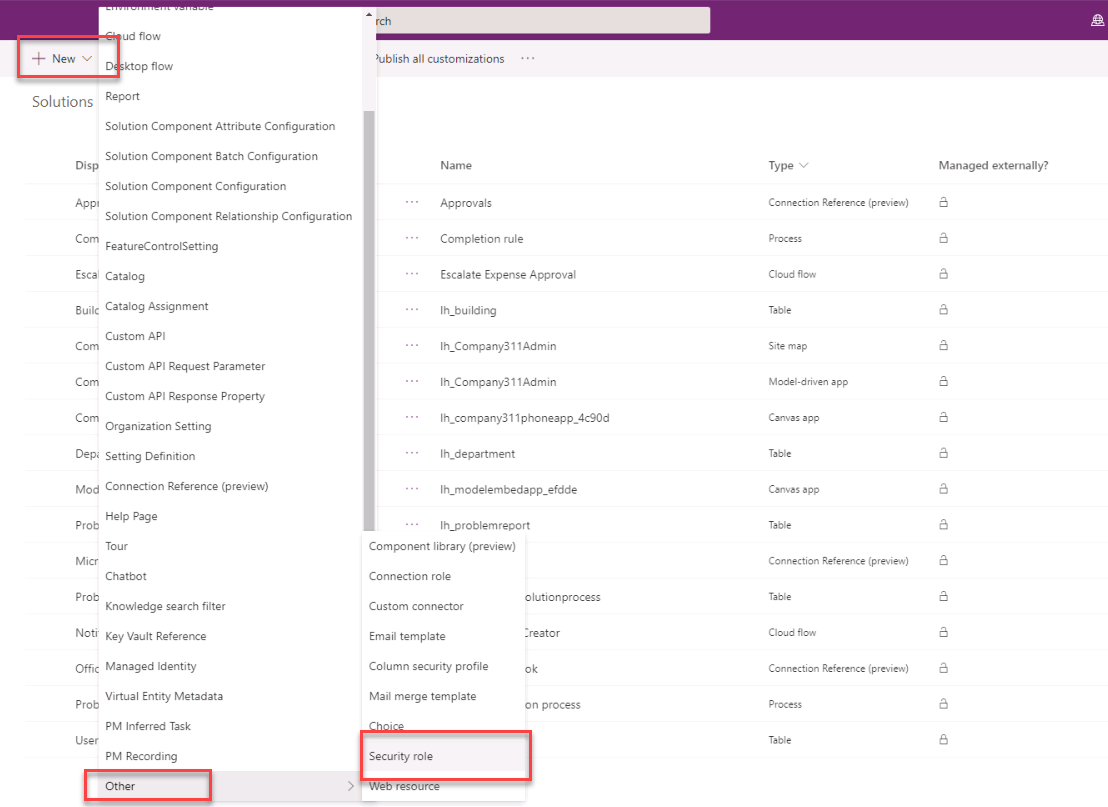 Environment variable
rch
Cloud flow
New
Publish all customizations
Desktop flow
Report
Solutions
Solution Component Attribute Configuration
Solution Component Batch Configuration
Solution Component Configuration
Solution Component Relationship Configuration
FeatureControlSetting
Catalog
Catalog Assignment
Custom API
Custom API Request Parameter
Custom API Response Property
Organization Setting
Setting Definition
Connection Reference (preview)
Help Page
Tour
Chatbot
Knowledge search filter
Key Vault Reference
Managed Identity
Virtual Entity Metadata
PM Inferred Task
PM Recording
Other
Component library (preview)
Connection role
Custom connector
Email template
Column security profile
Mail merge template
Choice
Security role
Web resource
Disp Name Type Managed externally?
Appr ... Approvals Connection Reference (preview)
Com ... Completion rule Process
Esca ... Escalate Expense Approval Cloud flow
Builc ... lh_building Table
Com ... lh_Company311Admin Site map
Com ... lh_Company311Admin Model-driven app
Com ... lh_company311phoneapp_4c90d Canvas app
Depa ... lh_department Table
Mod ... lh_modelembedapp_efdde Canvas app
Prob ... lh_problemreport Table
Micr Connection Reference (preview)
Prob olutionprocess Table
Noti Creator Cloud flow
Offic ok Connection Reference (preview)
Prob on process Process
User Table